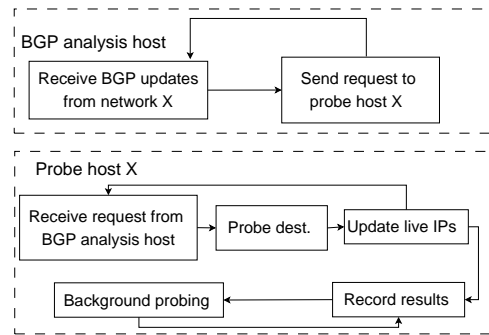 BGP analysis host
Receive BGP updates
from network X
Send request to
probe host X
Probe host X
Receive request from
BGP analysis host
Probe dest.
Update live IPs
Background probing
Record results